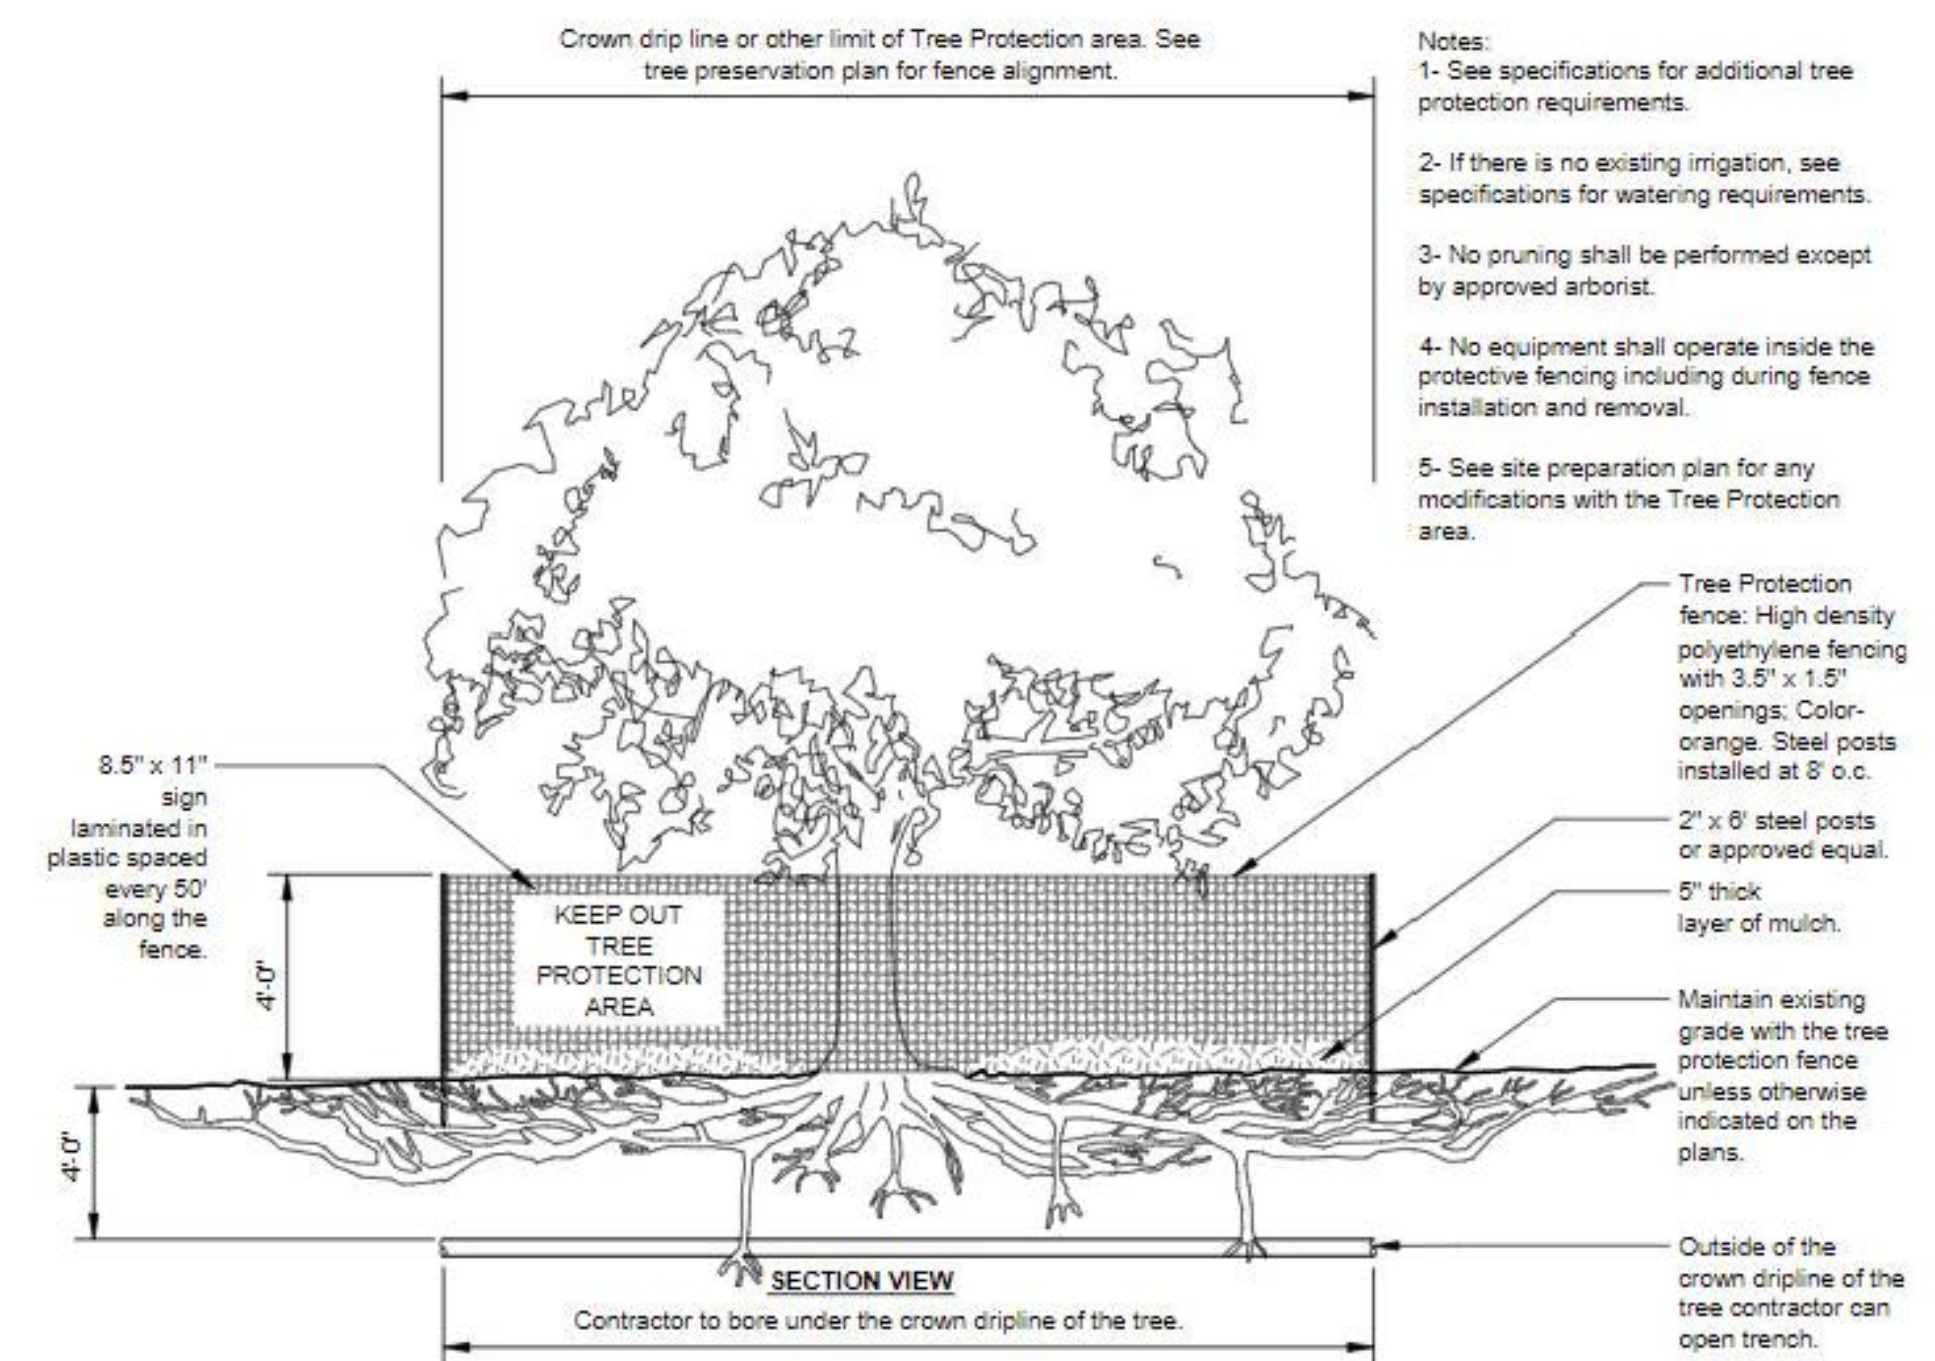 Crown drip line or other limit of Tree Protection area. See
tree preservation plan for fence alignment.
Notes:
1- See specifications for additional tree
protection requirements.
2- If there is no existing irrigation, see
specifications for watering requirements.
3- No pruning shall be performed except
by approved arborist.
4- No equipment shall operate inside the
protective fencing including during fence
installation and removal.
5- See site preparation plan for any
modifications with the Tree Protection
area.
Tree Protection
fence: High density
polyethylene fencing
with 3.5" x 1.5"
openings; Color-
orange. Steel posts
installed at 8' o.c.
2" x 6' steel posts
or approved equal.
5" thick
layer of mulch.
Maintain existing
grade with the tree
protection fence
unless otherwise
indicated on the
plans.
Outside of the
crown dripline of the
tree contractor can
open trench.
8.5" x 11"
sign
laminated in
plastic spaced
every 50'
along the
fence.
KEEP OUT
TREE
PROTECTION
AREA
4'-0"
4'-0"
SECTION VIEW
Contractor to bore under the crown dripline of the tree.